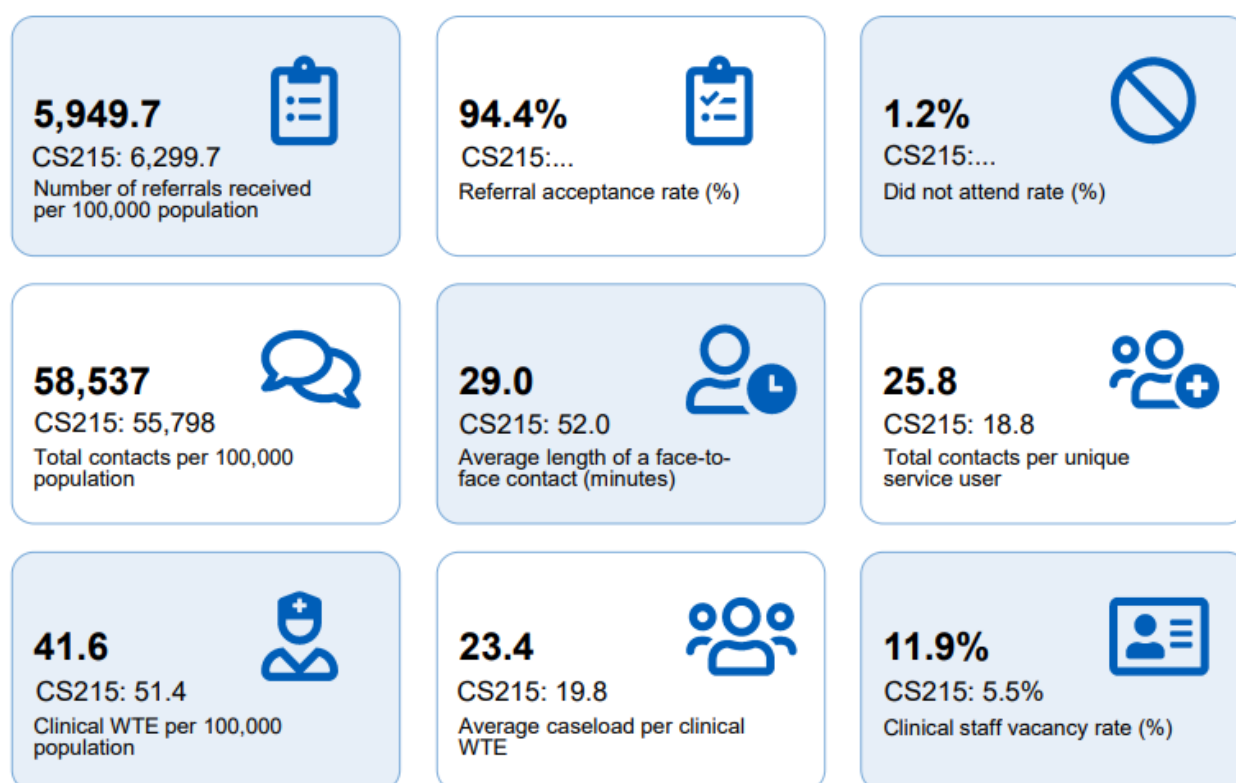 5,949.7
CS215: 6,299.7
Number of referrals received
per 100,000 population
94.4%
CS215:...
Referral acceptance rate (%)
1.2%
CS215:...
Did not attend rate (%)
58,537
CS215: 55,798
Total contacts per 100,000
population
29.0
CS215: 52.0
Average length of a face-to-
face contact (minutes)
25.8
CS215: 18.8
Total contacts per unique
service user
41.6
CS215: 51.4
Clinical WTE per 100,000
population
23.4
CS215: 19.8
Average caseload per clinical
WTE
11.9%
CS215: 5.5%
Clinical staff vacancy rate (%)